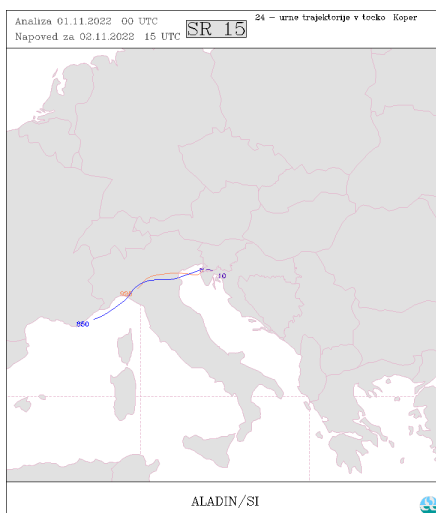 Analiza 01.11.2022 00 UTC
Napoved za 02.11.2022 15 UTC
SR 15
24 - urne trajektorije v tocko Koper
10
850
ALADIN/SI